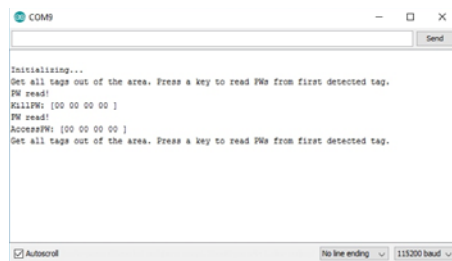 COM9
Send
Initializing...
Get all tags out of the area. Press a key to read PWs from first detected tag.
PW read!
KillPW: [00 00 00 00 ]
PW read!
AccessPW: [00 00 00 00 ]
Get all tags out of the area. Press a key to read PWs from first detected tag.
Autoscroll
No line ending
115200 baud